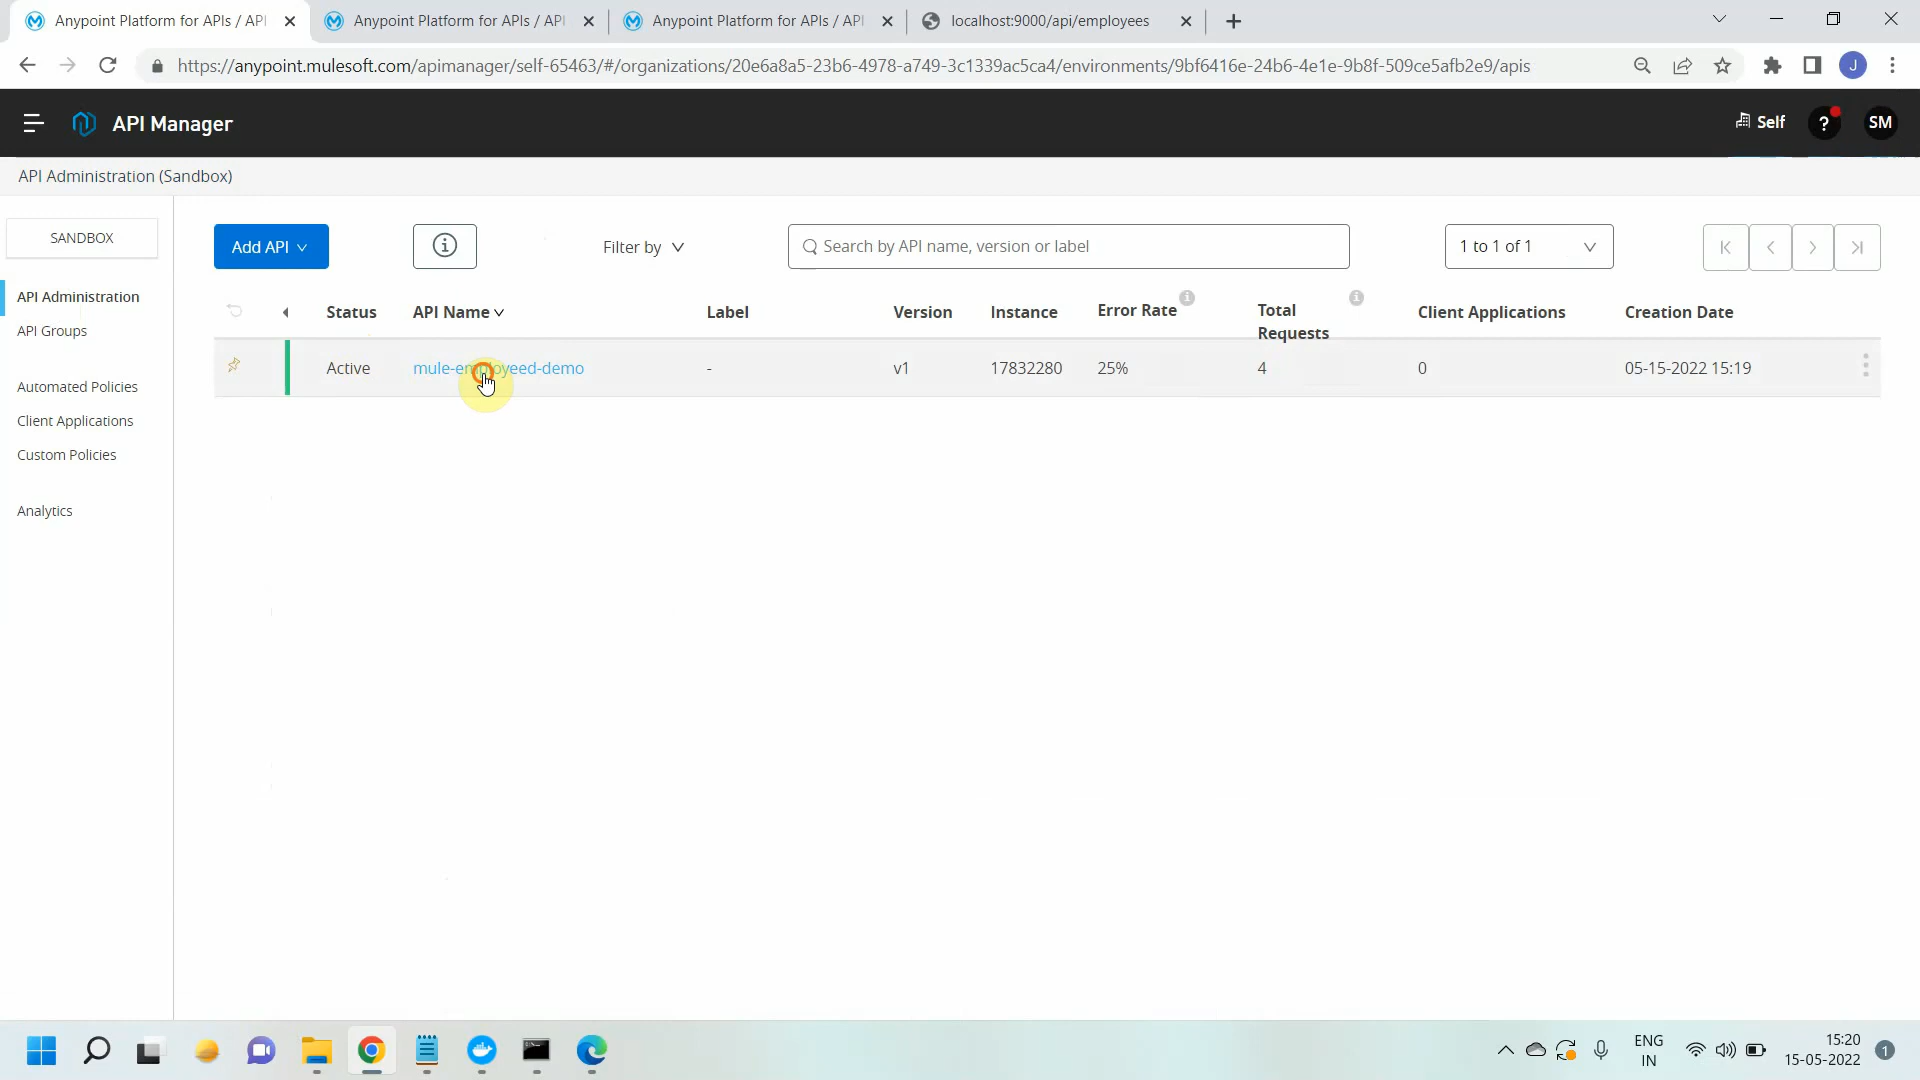 Anypoint Platform for APIs / API
Anypoint Platform for APIs / API
Anypoint Platform for APIs / API
localhost:9000/api/employees
https://anypoint.mulesoft.com/apimanager/self-65463/#/organizations/20e6a8a5-23b6-4978-a749-3c1339ac5ca4/environments/9bf6416e-24b6-4e1e-9b8f-509ce5afb2e9/apis
J
API Manager
Self
?
SM
API Administration (Sandbox)
SANDBOX
API Administration
API Groups
Automated Policies
Client Applications
Custom Policies
Analytics
Add API
Filter by
Search by API name, version or label
1 to 1 of 1
Status
API Name
Label
Version
Instance
Error Rate
Total
Requests
Client Applications
Creation Date
Active
mule-employeed-demo
-
v1
17832280
25%
4
0
05-15-2022 15:19
ENG
IN
15:20
15-05-2022
1